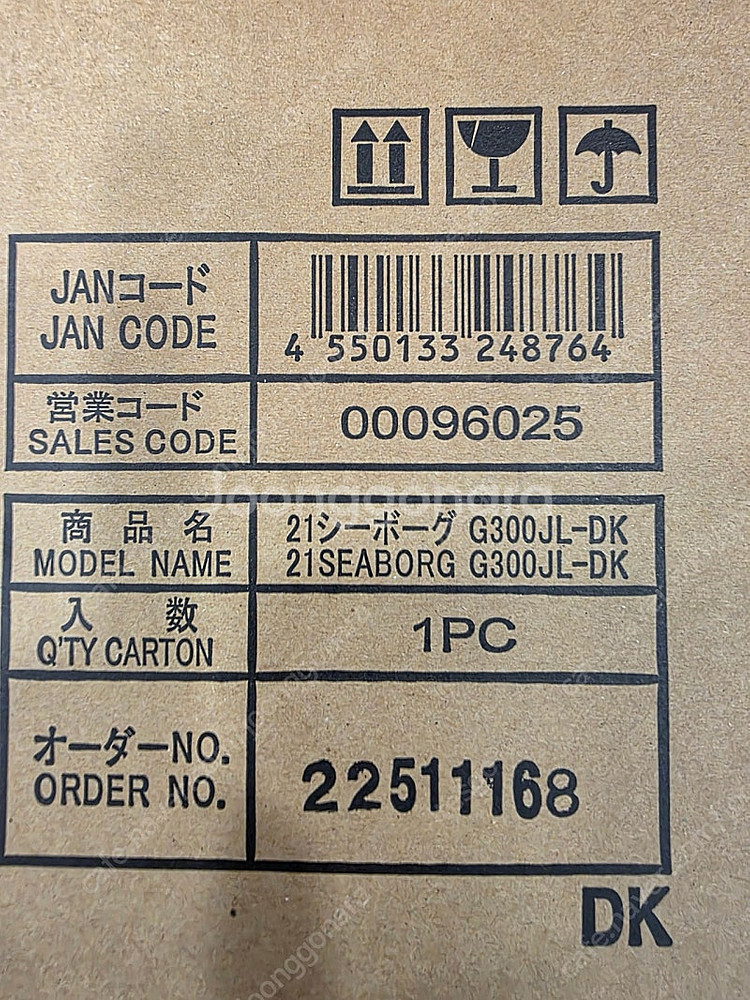 JANコード
JAN CODE
4 550133 248764
営業コード
SALES CODE
00096025
商品名
MODEL NAME
21シーボーグ G300JL-DK
21SEABORG G300JL-DK
入数
Q'TY CARTON
1PC
オーダーNO.
ORDER NO.
22511168
DK
joonggonara